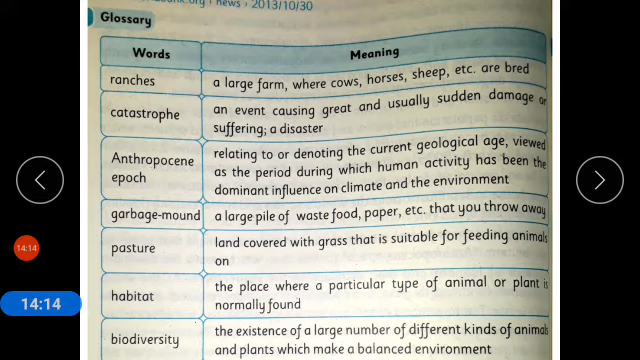 .org › news › 2013/10/30
Glossary
Words Meaning
ranches a large farm, where cows, horses, sheep, etc. are bred
catastrophe an event causing great and usually sudden damage or
suffering; a disaster
Anthropocene epoch relating to or denoting the current geological age, viewed
as the period during which human activity has been the
dominant influence on climate and the environment
garbage-mound a large pile of waste food, paper, etc. that you throw away
pasture land covered with grass that is suitable for feeding animals
on
habitat the place where a particular type of animal or plant is
normally found
biodiversity the existence of a large number of different kinds of animals
and plants which make a balanced environment
14:14
14:14